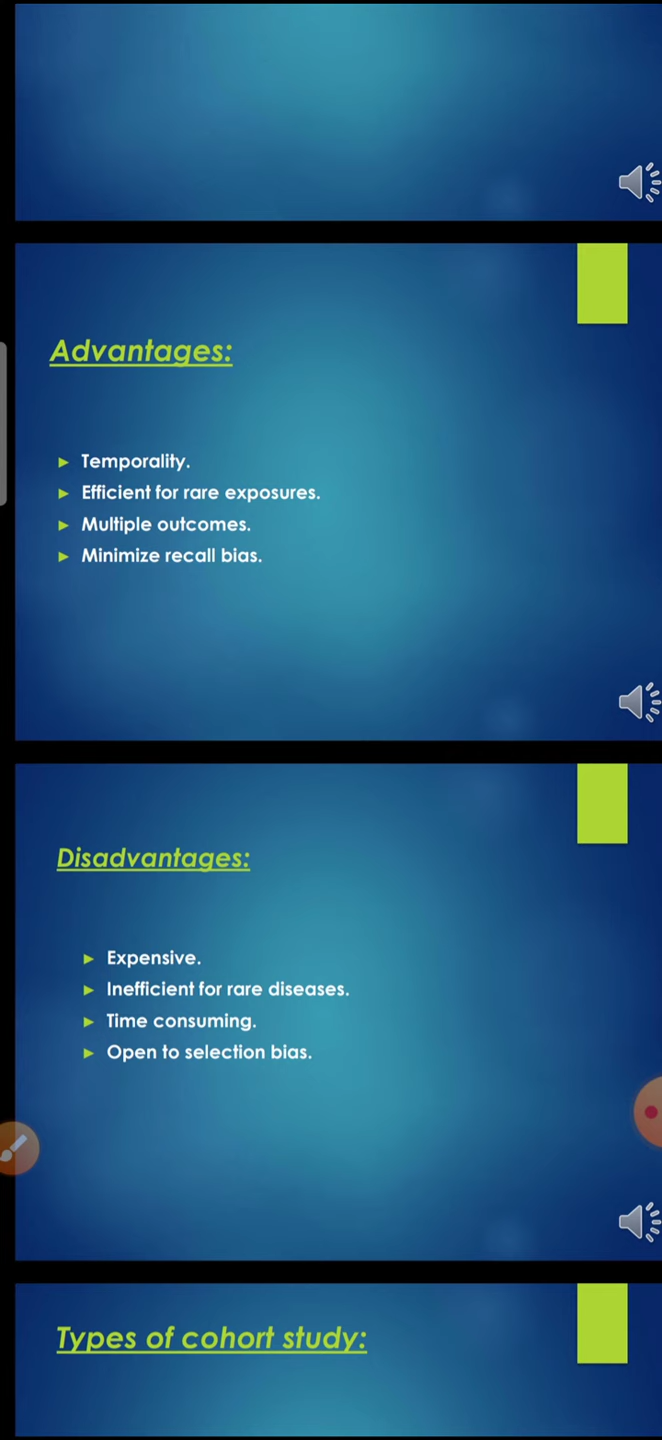 Advantages:
Temporality.
Efficient for rare exposures.
Multiple outcomes.
Minimize recall bias.
Disadvantages:
Expensive.
Inefficient for rare diseases.
Time consuming.
Open to selection bias.
Types of cohort study: